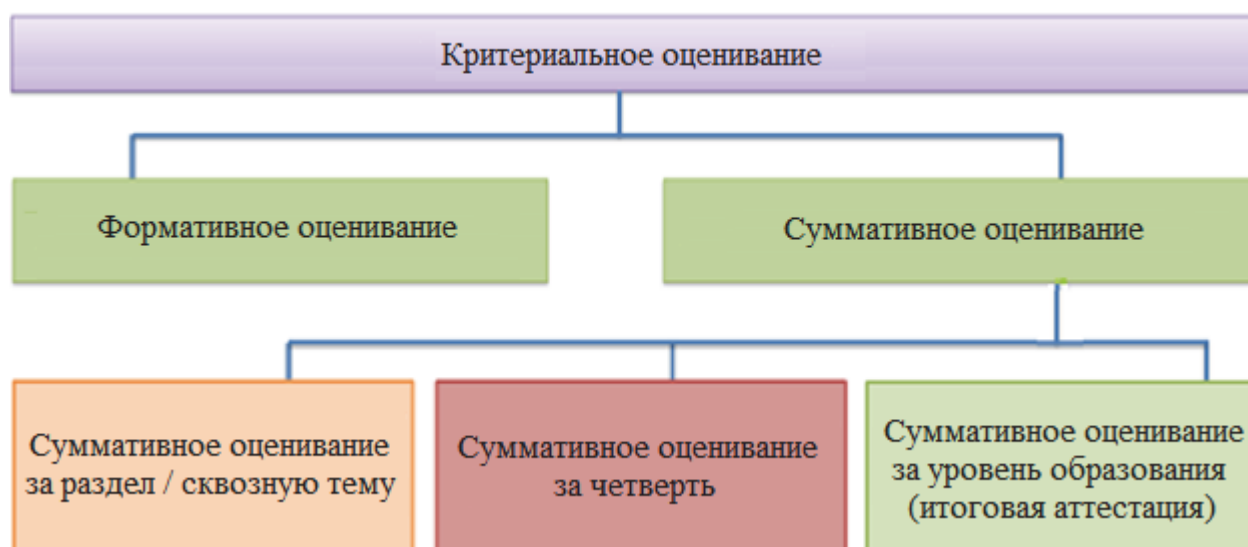 Критериальное оценивание
Формативное оценивание
Суммативное оценивание
Суммативное оценивание
за раздел / сквозную тему
Суммативное оценивание
за четверть
Суммативное оценивание
за уровень образования
(итоговая аттестация)